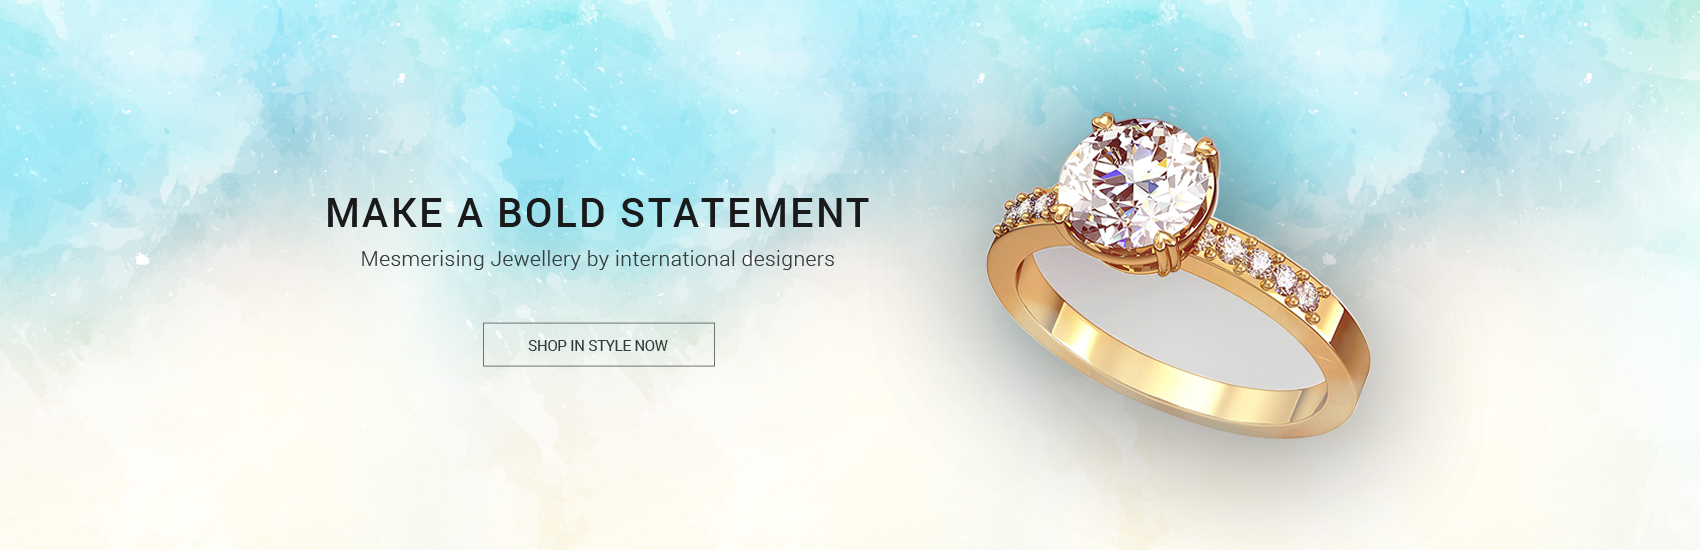 MAKE A BOLD STATEMENT
Mesmerising Jewellery by international designers
SHOP IN STYLE NOW